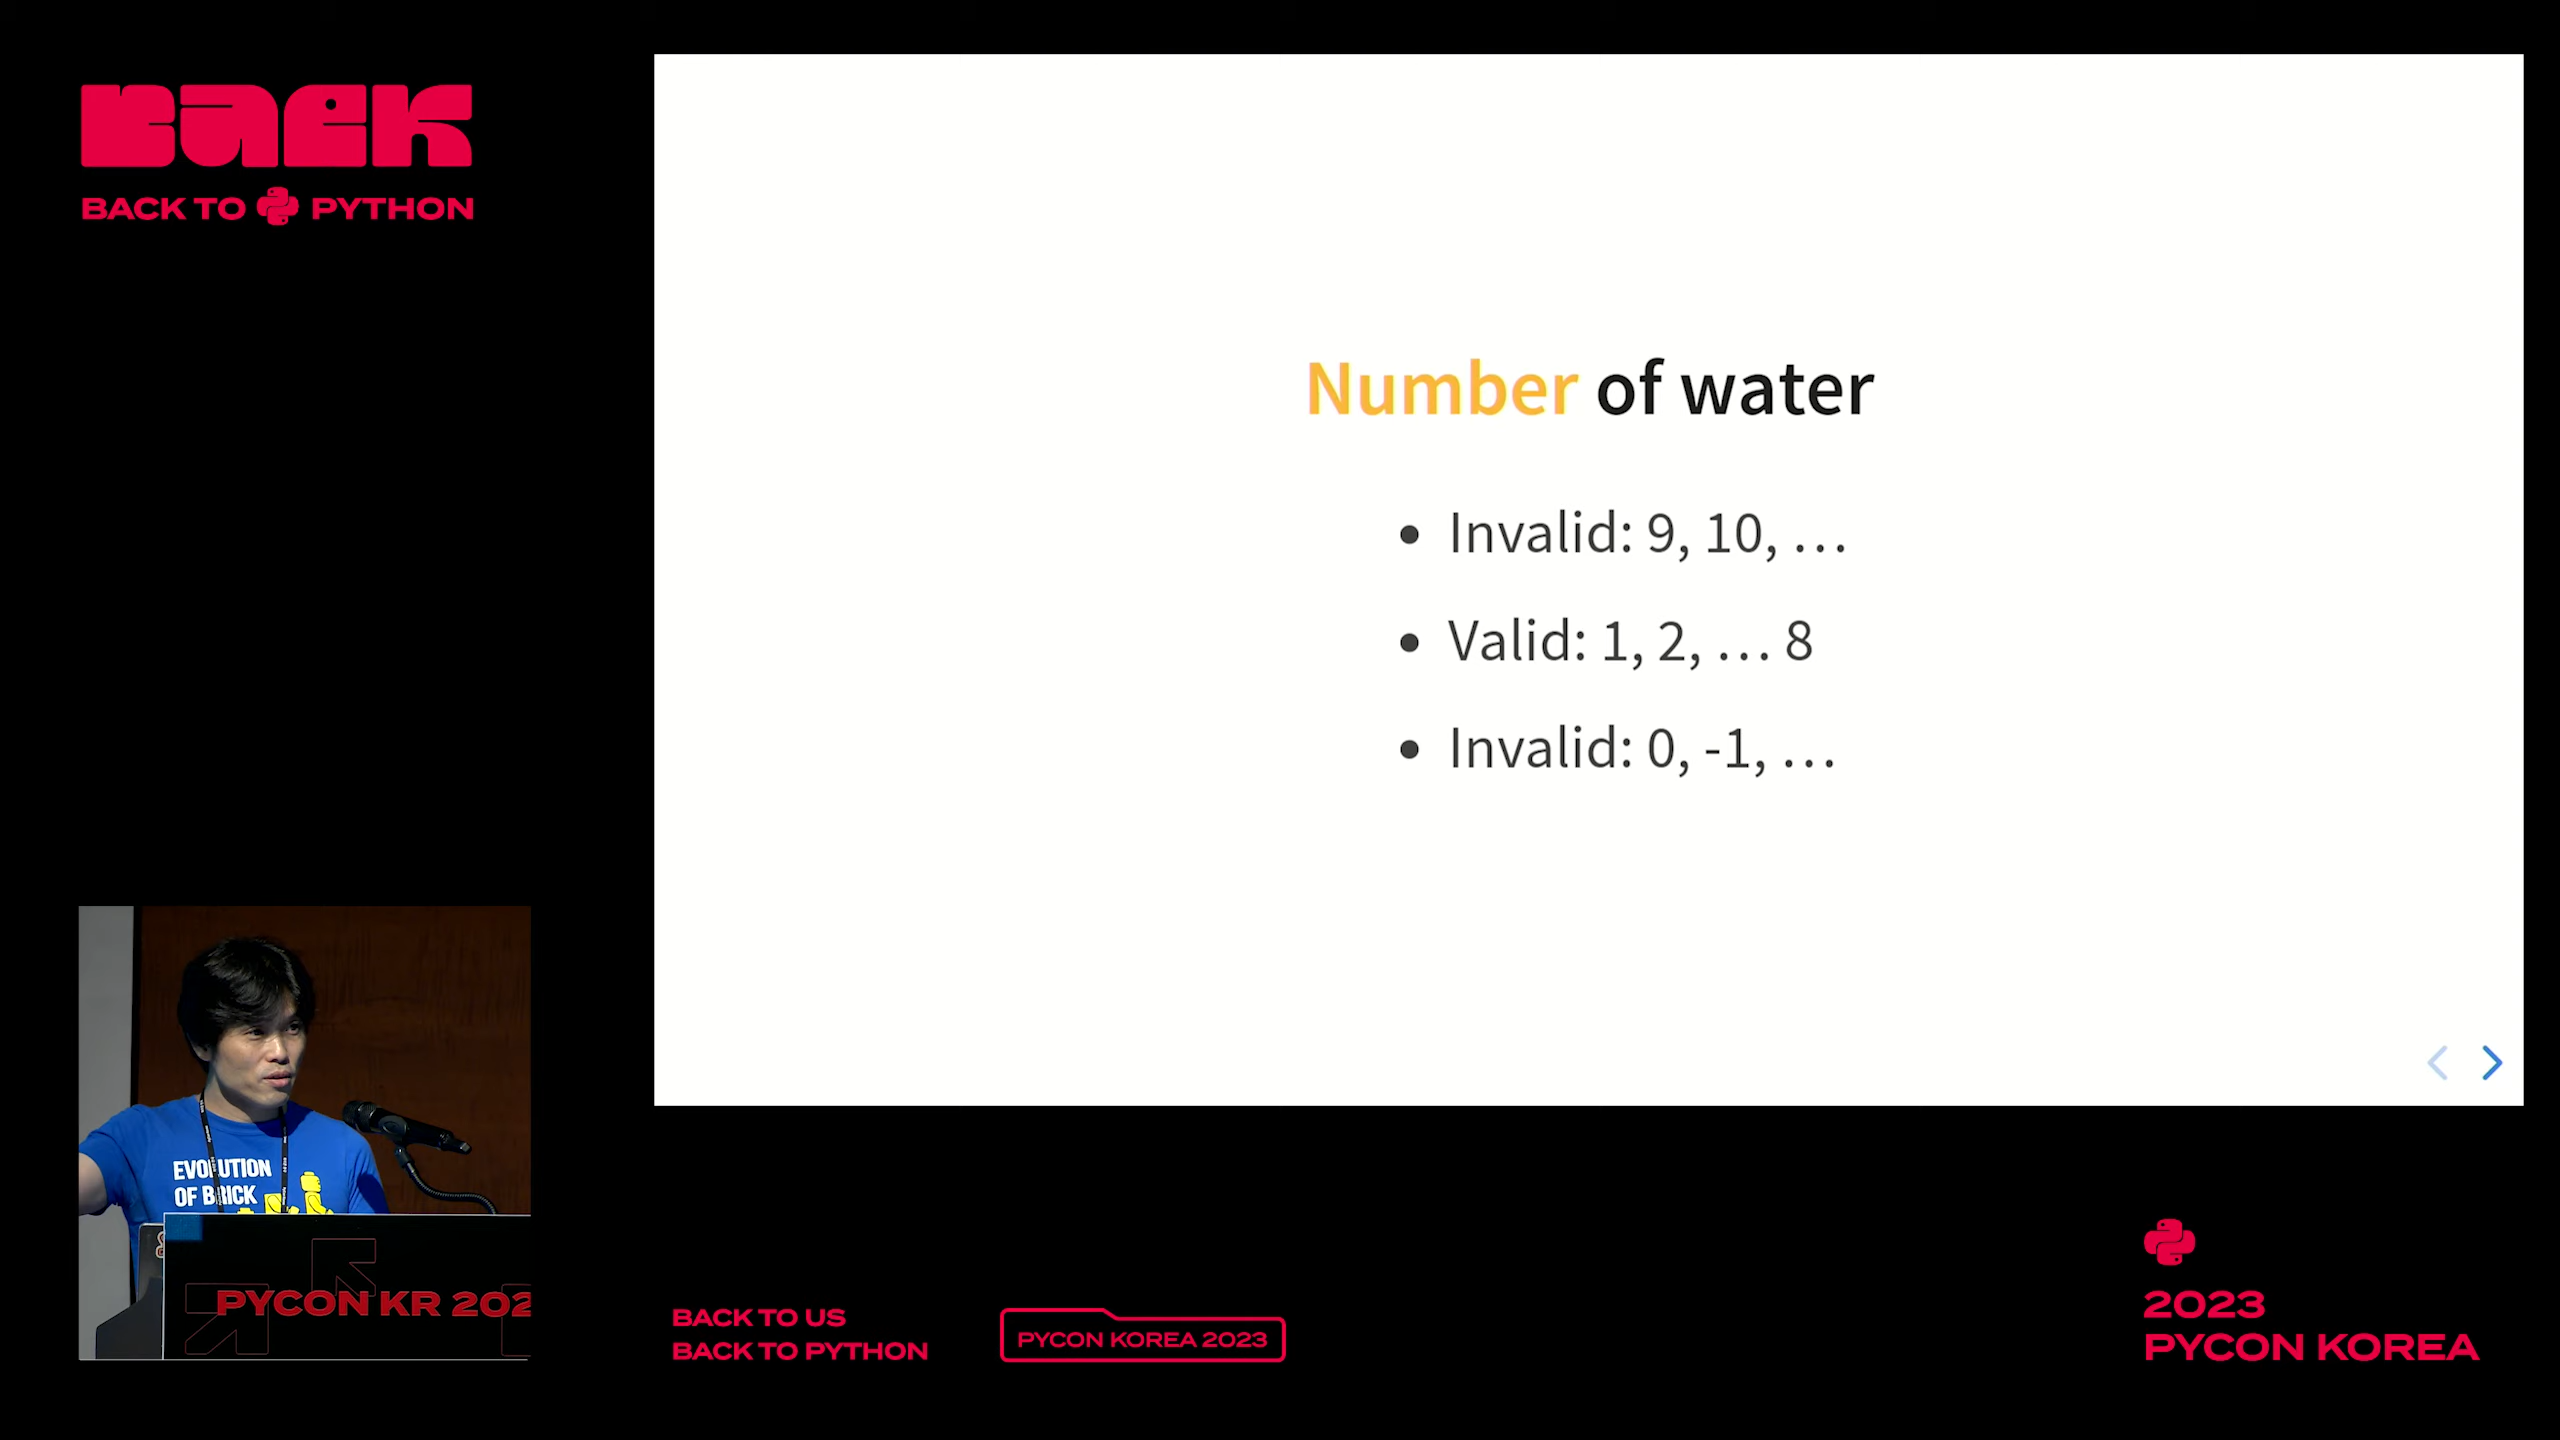 BACK
BACK TO PYTHON
Number of water
Invalid: 9, 10, …
Valid: 1, 2, … 8
Invalid: 0, -1, …
EVOLUTION
OF BRICK
PYCON KR 202
BACK TO US
BACK TO PYTHON
PYCON KOREA 2023
2023
PYCON KOREA